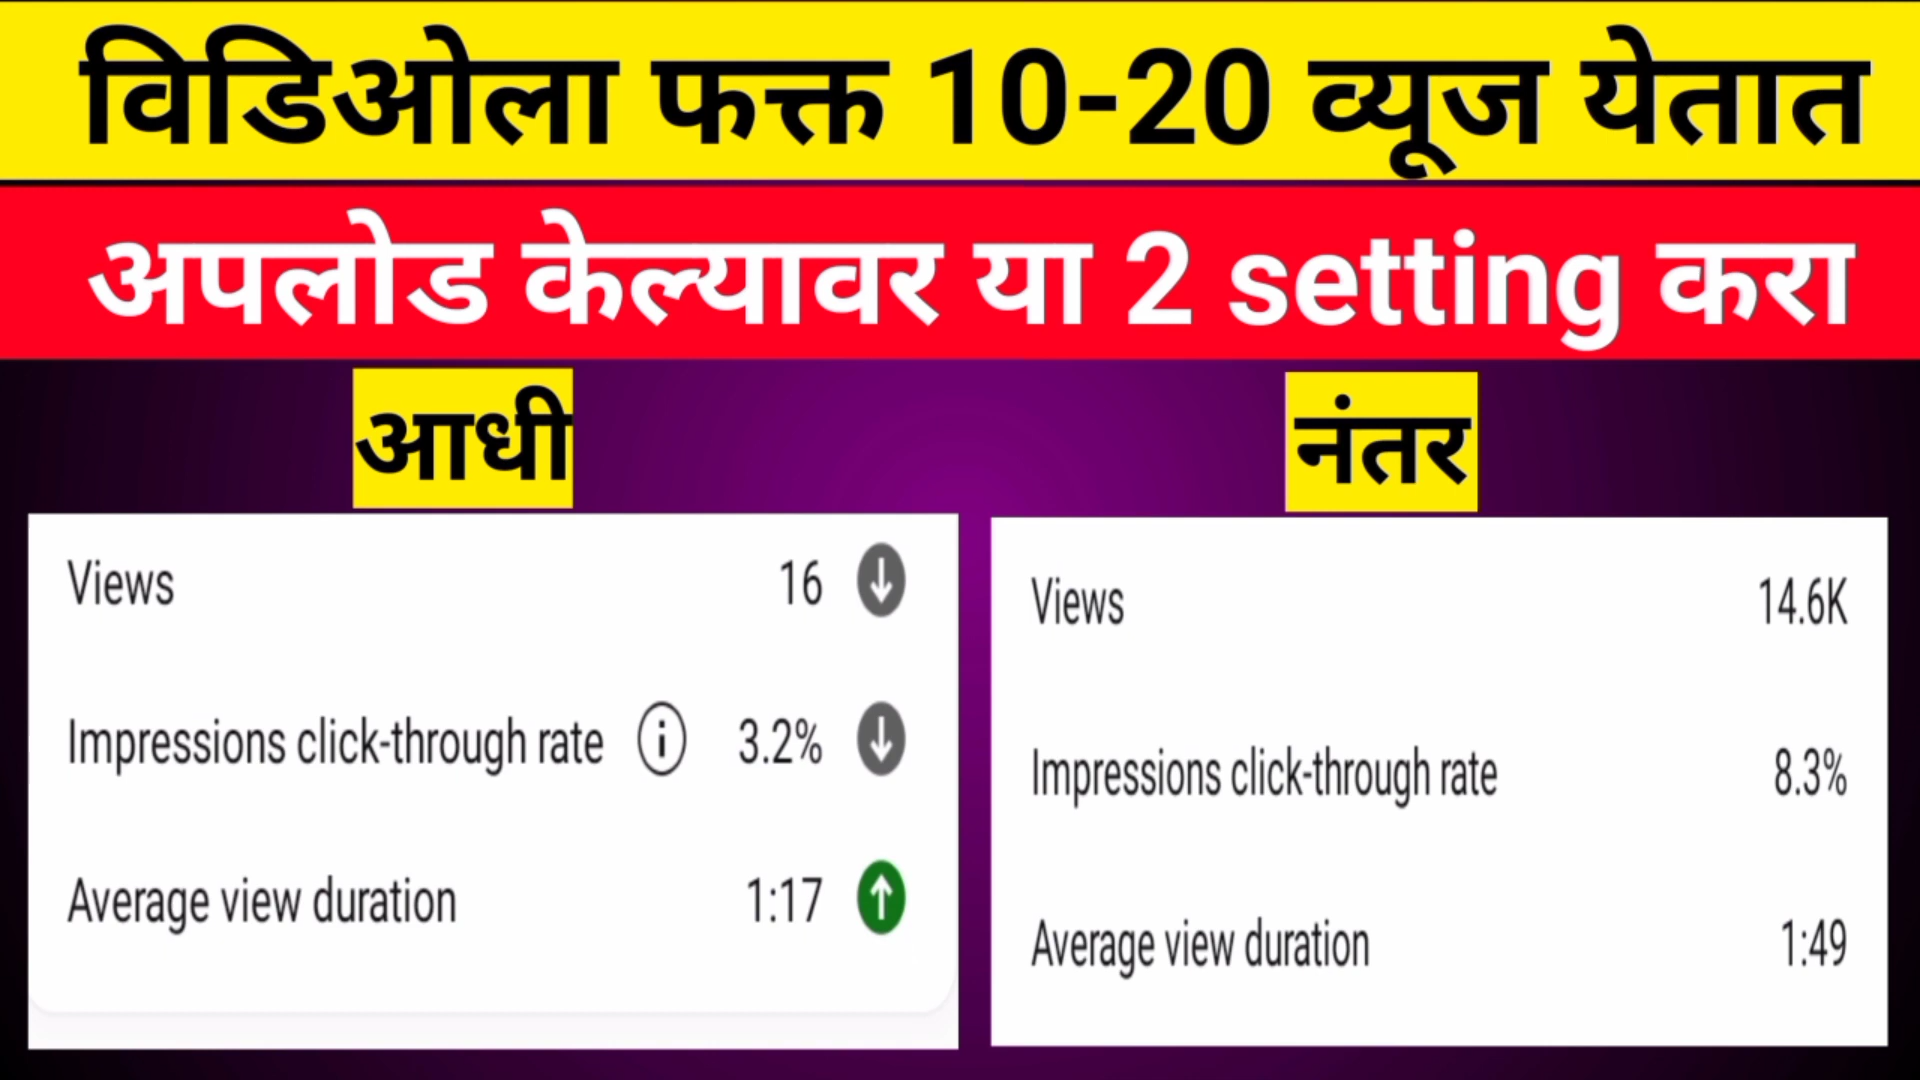 विडिओला फक्त 10-20 व्यूज येतात
अपलोड केल्यावर या 2 setting करा
आधी
Views 16
Impressions click-through rate 3.2%
Average view duration 1:17
नंतर
Views 14.6K
Impressions click-through rate 8.3%
Average view duration 1:49